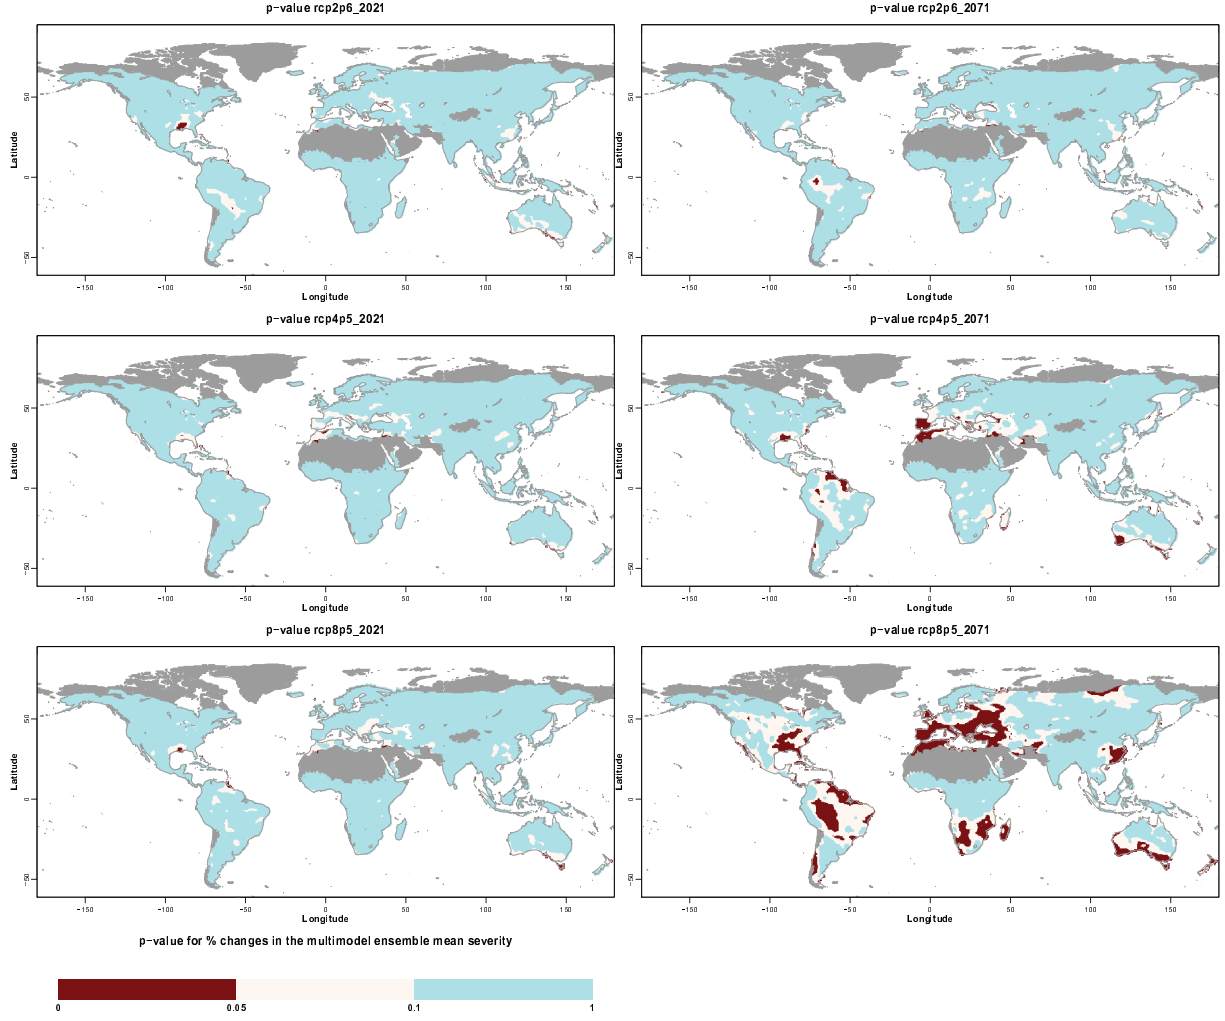 p-value rcp2p6_2021
p-value rcp2p6_2071
Latitude
50
0
−50
−150 −100 −50 0 50 100 150
Longitude
Latitude
50
0
−50
−150 −100 −50 0 50 100 150
Longitude
p-value rcp4p5_2021
p-value rcp4p5_2071
Latitude
50
0
−50
−150 −100 −50 0 50 100 150
Longitude
Latitude
50
0
−50
−150 −100 −50 0 50 100 150
Longitude
p-value rcp8p5_2021
p-value rcp8p5_2071
Latitude
50
0
−50
−150 −100 −50 0 50 100 150
Longitude
Latitude
50
0
−50
−150 −100 −50 0 50 100 150
Longitude
p-value for % changes in the multimodel ensemble mean severity
0 0.05 0.1 1